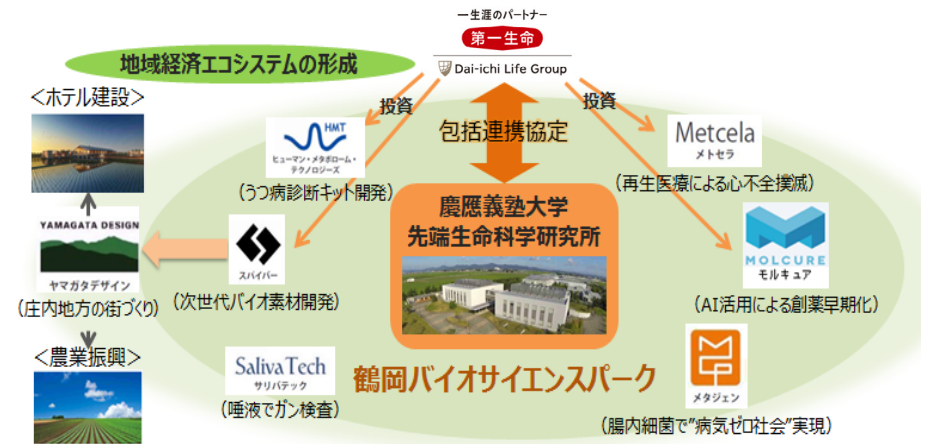 一生涯のパートナー
第一生命
Dai-ichi Life Group
地域経済エコシステムの形成
＜ホテル建設＞
投資
投資
包括連携協定
HMT
ヒューマン・メタボローム・
テクノロジーズ
（うつ病診断キット開発）
Metcela
メトセラ
（再生医療による心不全撲滅）
慶應義塾大学
先端生命科学研究所
YAMAGATA DESIGN
ヤマガタデザイン
（庄内地方の街づくり）
スパイバー
（次世代バイオ素材開発）
MOLCURE
モルキュア
（AI活用による創薬早期化）
＜農業振興＞
SalivaTech
サリバテック
（唾液でガン検査）
鶴岡バイオサイエンスパーク
メタジェン
（腸内細菌で”病気ゼロ社会”実現）